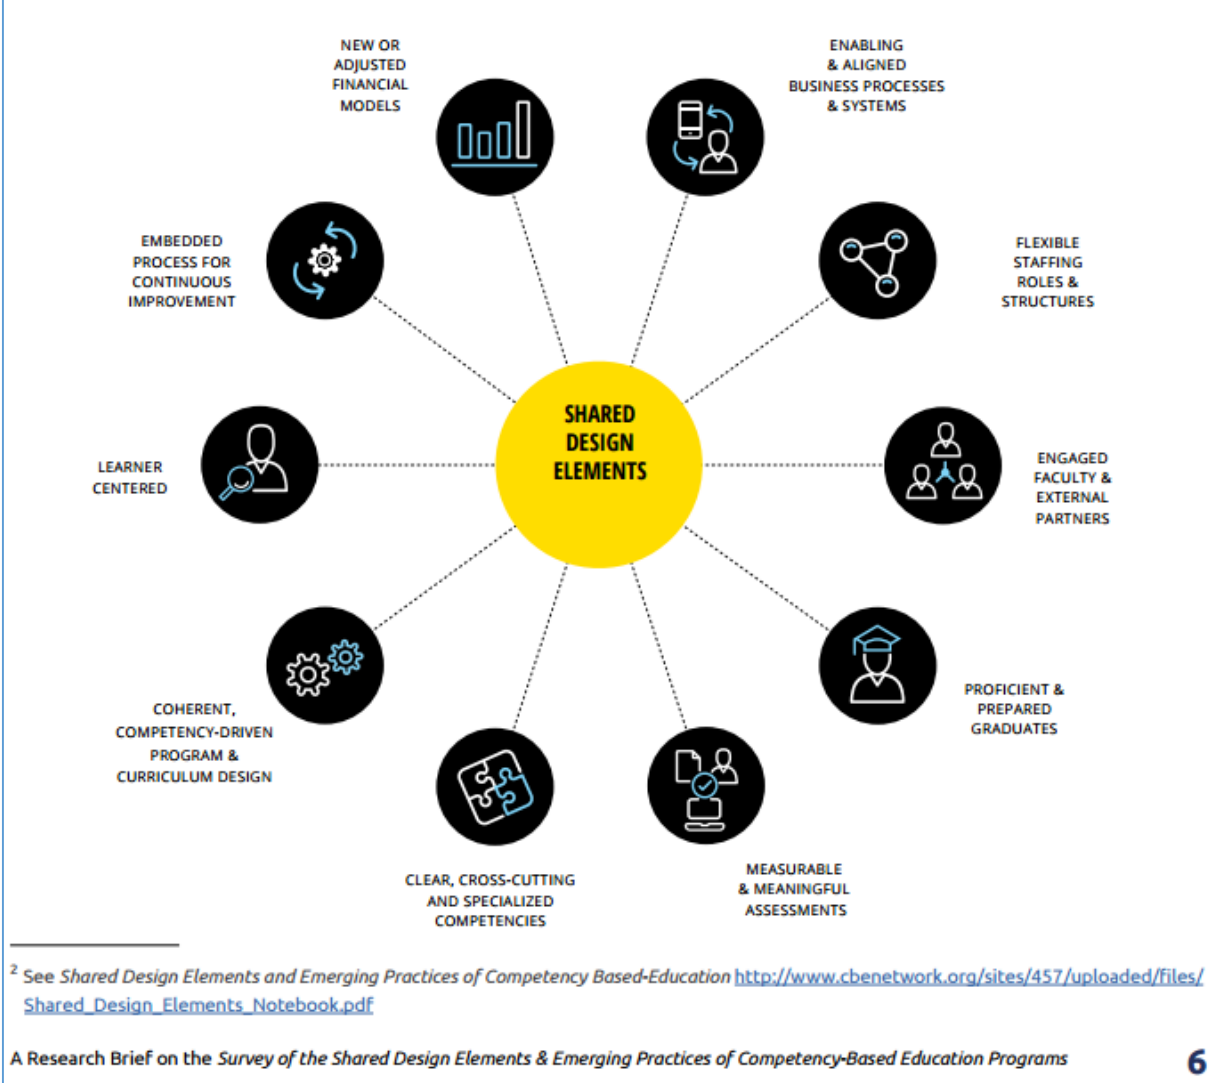 NEW OR
ADJUSTED
FINANCIAL
MODELS
ENABLING
& ALIGNED
BUSINESS PROCESSES
& SYSTEMS
EMBEDDED
PROCESS FOR
CONTINUOUS
IMPROVEMENT
FLEXIBLE
STAFFING
ROLES &
STRUCTURES
SHARED
DESIGN
ELEMENTS
LEARNER
CENTERED
ENGAGED
FACULTY &
EXTERNAL
PARTNERS
COHERENT,
COMPETENCY-DRIVEN
PROGRAM &
CURRICULUM DESIGN
PROFICIENT &
PREPARED
GRADUATES
CLEAR, CROSS-CUTTING
AND SPECIALIZED
COMPETENCIES
MEASURABLE
& MEANINGFUL
ASSESSMENTS
2 See Shared Design Elements and Emerging Practices of Competency Based-Education http://www.cbenetwork.org/sites/457/uploaded/files/
Shared_Design_Elements_Notebook.pdf
A Research Brief on the Survey of the Shared Design Elements & Emerging Practices of Competency-Based Education Programs 6